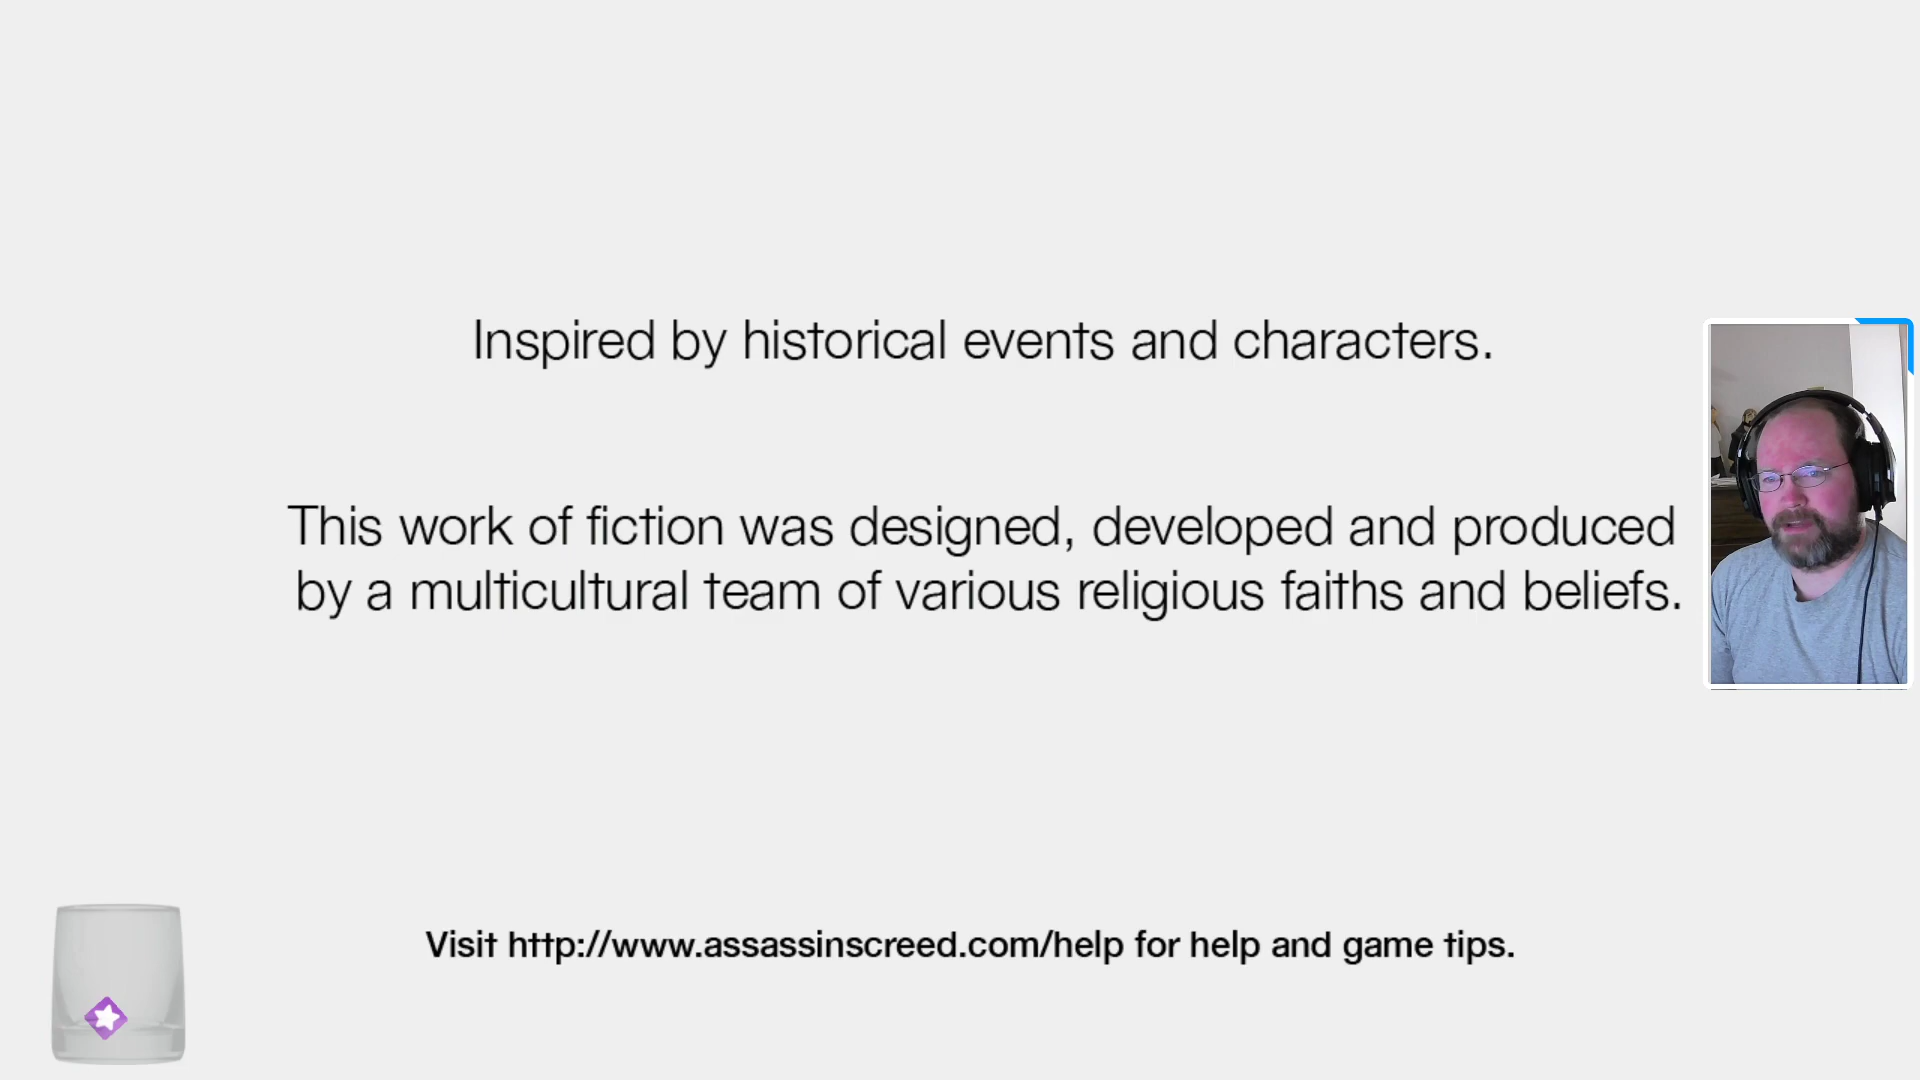 Inspired by historical events and characters.
This work of fiction was designed, developed and produced
by a multicultural team of various religious faiths and beliefs.
Visit http://www.assassinscreed.com/help for help and game tips.